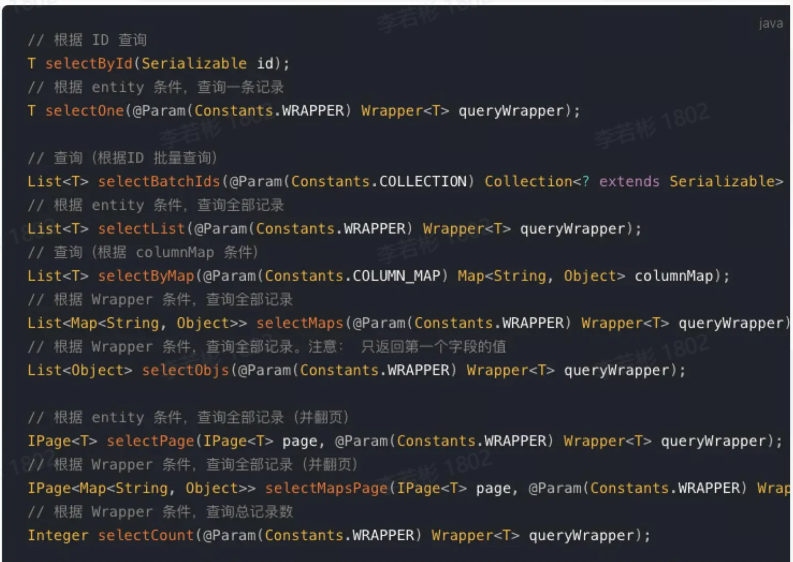 java
// 根据 ID 查询
T selectById(Serializable id);
// 根据 entity 条件，查询一条记录
T selectOne(@Param(Constants.WRAPPER) Wrapper<T> queryWrapper);
// 查询（根据ID 批量查询）
List<T> selectBatchIds(@Param(Constants.COLLECTION) Collection<? extends Serializable>
// 根据 entity 条件，查询全部记录
List<T> selectList(@Param(Constants.WRAPPER) Wrapper<T> queryWrapper);
// 查询（根据 columnMap 条件）
List<T> selectByMap(@Param(Constants.COLUMN_MAP) Map<String, Object> columnMap);
// 根据 Wrapper 条件，查询全部记录
List<Map<String, Object>> selectMaps(@Param(Constants.WRAPPER) Wrapper<T> queryWrapper)
// 根据 Wrapper 条件，查询全部记录。注意： 只返回第一个字段的值
List<Object> selectObjs(@Param(Constants.WRAPPER) Wrapper<T> queryWrapper);
// 根据 entity 条件，查询全部记录（并翻页）
IPage<T> selectPage(IPage<T> page, @Param(Constants.WRAPPER) Wrapper<T> queryWrapper);
// 根据 Wrapper 条件，查询全部记录（并翻页）
IPage<Map<String, Object>> selectMapsPage(IPage<T> page, @Param(Constants.WRAPPER) Wrap
// 根据 Wrapper 条件，查询总记录数
Integer selectCount(@Param(Constants.WRAPPER) Wrapper<T> queryWrapper);
李若彬 1802